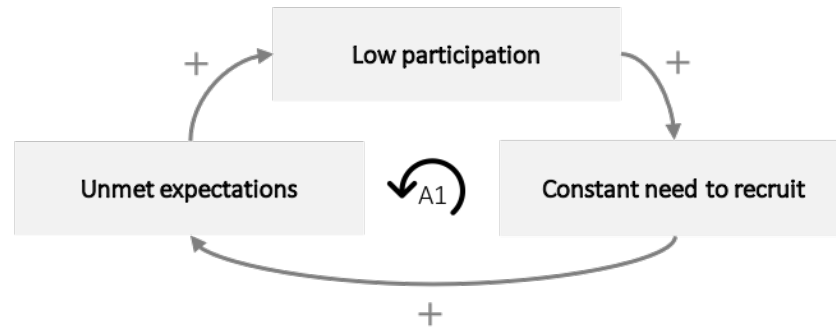 Low participation
+
+
Unmet expectations
A1
Constant need to recruit
+